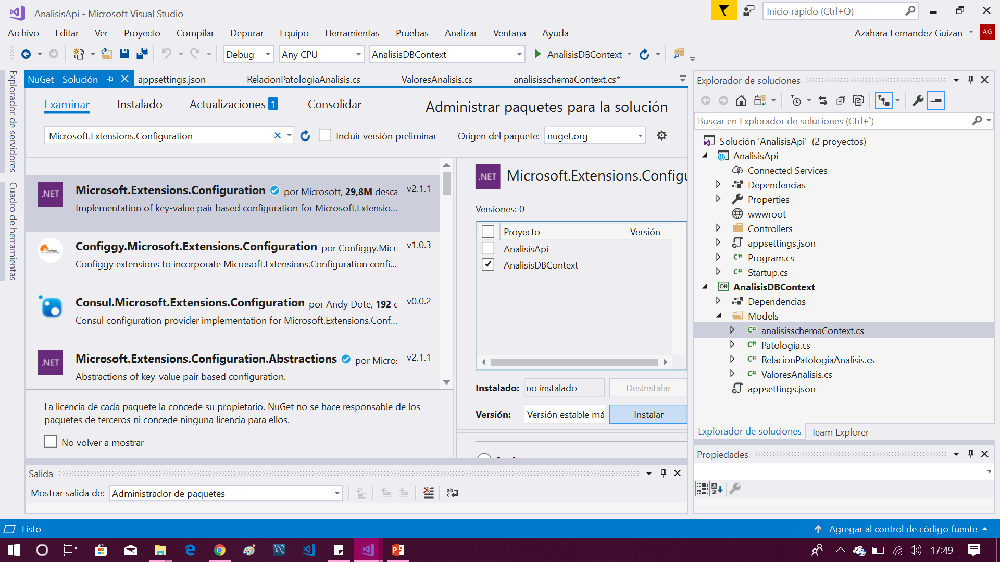 AnalisisApi - Microsoft Visual Studio
Inicio rápido (Ctrl+Q)
Archivo Editar Ver Proyecto Compilar Depurar Equipo Herramientas Pruebas Analizar Ventana Ayuda
Azahara Fernandez Guizan AG
Debug Any CPU AnalisisDBContext AnalisisDBContext
Explorador de servidores
Cuadro de herramientas
NuGet - Solución appsettings.json RelacionPatologiaAnalisis.cs ValoresAnalisis.cs analisisschemaContext.cs*
Examinar Instalado Actualizaciones 1 Consolidar
Administrar paquetes para la solución
Microsoft.Extensions.Configuration
Incluir versión preliminar
Origen del paquete: nuget.org
.NET
Microsoft.Extensions.Configuration por Microsoft, 29,8M desca v2.1.1
Implementation of key-value pair based configuration for Microsoft.Extensio...
Configgy.Microsoft.Extensions.Configuration por Configgy.Micr v1.0.3
Configgy extensions to incorporate Microsoft.Extensions.Configuration confi...
Consul.Microsoft.Extensions.Configuration por Andy Dote, 192 c v0.0.2
Consul configuration provider implementation for Microsoft.Extensions.Conf...
.NET
Microsoft.Extensions.Configuration.Abstractions por Micros v2.1.1
Abstractions of key-value pair based configuration.
La licencia de cada paquete la concede su propietario. NuGet no se hace responsable de los
paquetes de terceros ni concede ninguna licencia para ellos.
No volver a mostrar
.NET
Microsoft.Extensions.Configu
Versiones: 0
Proyecto Versión
AnalisisApi
AnalisisDBContext
Instalado: no instalado Desinstalar
Versión: Versión estable má Instalar
Salida
Mostrar salida de: Administrador de paquetes
Explorador de soluciones
Buscar en Explorador de soluciones (Ctrl+`)
Solución 'AnalisisApi' (2 proyectos)
AnalisisApi
Connected Services
Dependencias
Properties
wwwroot
Controllers
appsettings.json
C# Program.cs
C# Startup.cs
C# AnalisisDBContext
Dependencias
Models
C# analisisschemaContext.cs
C# Patologia.cs
C# RelacionPatologiaAnalisis.cs
C# ValoresAnalisis.cs
appsettings.json
Explorador de soluciones Team Explorer
Propiedades
Listo
Agregar al control de código fuente
17:49